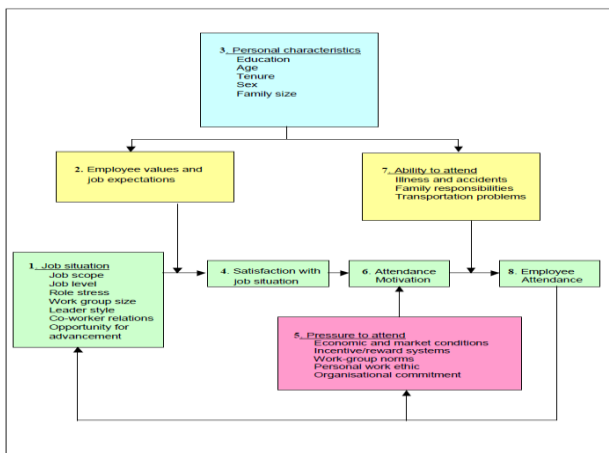 3. Personal characteristics
Education
Age
Tenure
Sex
Family size
2. Employee values and
job expectations
7. Ability to attend
Illness and accidents
Family responsibilities
Transportation problems
1. Job situation
Job scope
Job level
Role stress
Work group size
Leader style
Co-worker relations
Opportunity for
advancement
4. Satisfaction with
job situation
6. Attendance
Motivation
8. Employee
Attendance
5. Pressure to attend
Economic and market conditions
Incentive/reward systems
Work-group norms
Personal work ethic
Organisational commitment